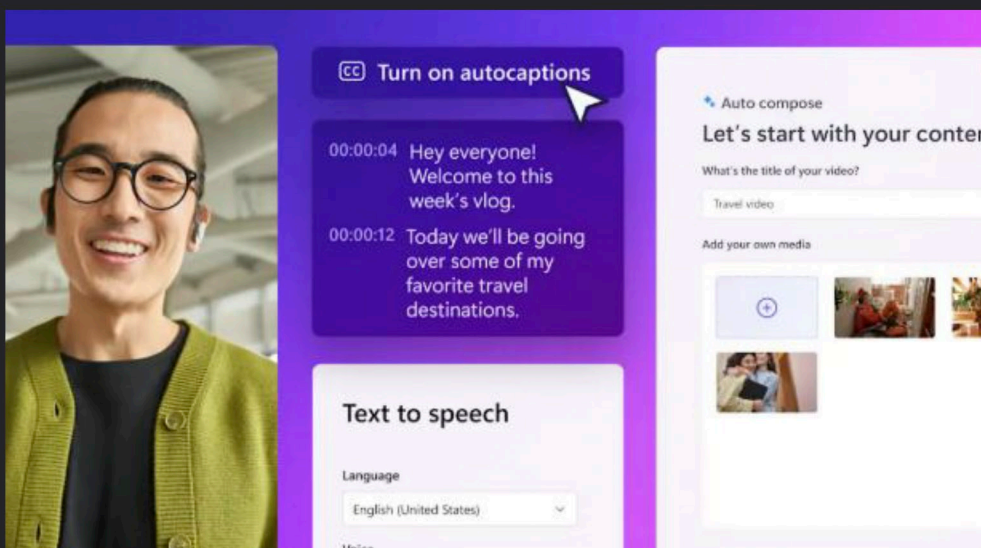 CC Turn on autocaptions
00:00:04 Hey everyone!
Welcome to this
week's vlog.
00:00:12 Today we'll be going
over some of my
favorite travel
destinations.
Text to speech
Language
English (United States)
Auto compose
Let's start with your conten
What's the title of your video?
Travel video
Add your own media